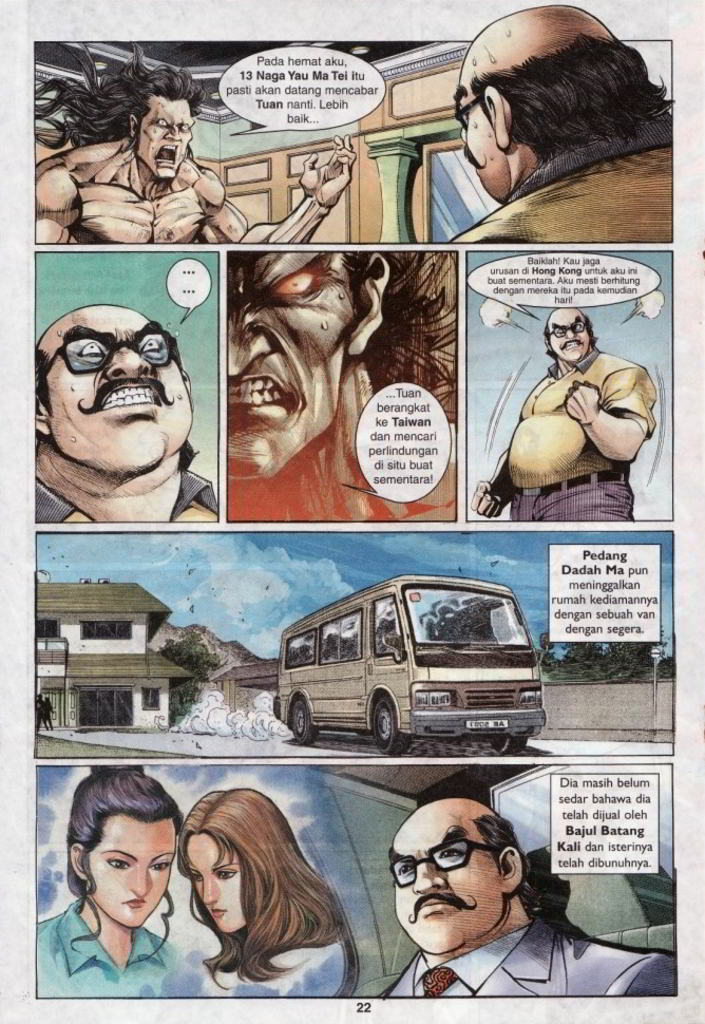 Pada hemat aku,
13 Naga Yau Ma Tei itu
pasti akan datang mencabar
Tuan nanti. Lebih
baik...
...
...
...Tuan
berangkat
ke Taiwan
dan mencari
perlindungan
di situ buat
sementara!
Baiklah! Kau jaga
urusan di Hong Kong untuk aku ini
buat sementara. Aku mesti berhitung
dengan mereka itu pada kemudian
hari!
Pedang
Dadah Ma pun
meninggalkan
rumah kediamannya
dengan sebuah van
dengan segera.
Dia masih belum
sedar bahawa dia
telah dijual oleh
Bajul Batang
Kali dan isterinya
telah dibunuhnya.
22